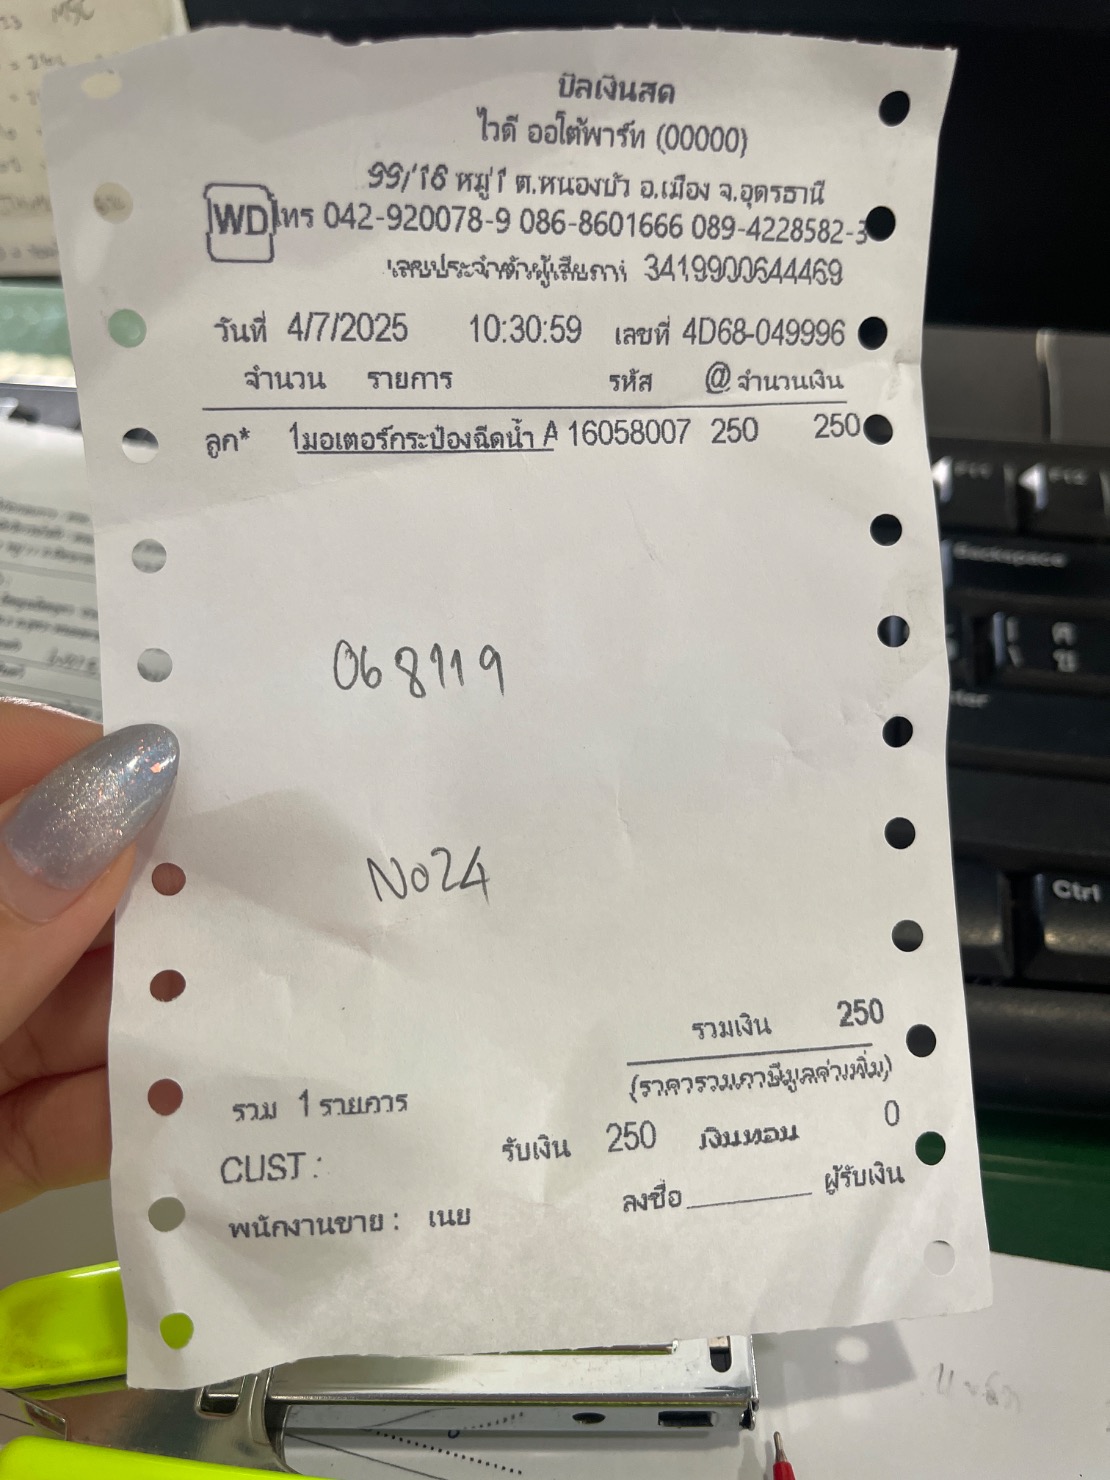 บิลเงินสด
ไวดี ออโต้พาร์ท (00000)
99/16 หมู่ 1 ต.หนองบัว อ.เมือง จ.อุดรธานี
WD โทร 042-920078-9 086-8601666 089-4228582-3
เลขประจำตัวผู้เสียภาษี 3419900644469
วันที่ 4/7/2025 10:30:59 เลขที่ 4D68-049996
จำนวน รายการ รหัส @ จำนวนเงิน
ลูก* 1 มอเตอร์กระป๋องฉีดน้ำ A 16058007 250 250
068119
No24
รวมเงิน 250
(ราคารวมภาษีมูลค่าเพิ่ม)
รวม 1 รายการ
รับเงิน 250 เงินทอน 0
CUST :
ลงชื่อ________ ผู้รับเงิน
พนักงานขาย : เนย
Backspace
Ctrl